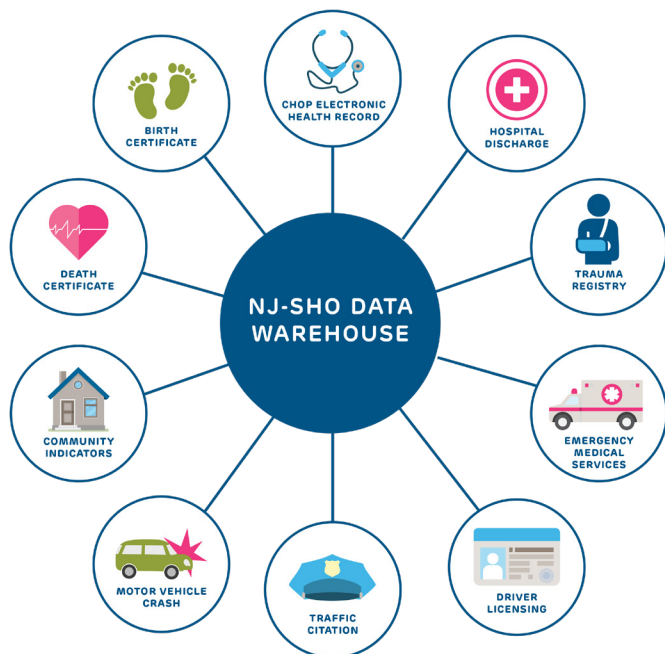 CHOP ELECTRONIC
HEALTH RECORD
HOSPITAL
DISCHARGE
TRAUMA
REGISTRY
EMERGENCY
MEDICAL
SERVICES
DRIVER
LICENSING
TRAFFIC
CITATION
MOTOR VEHICLE
CRASH
COMMUNITY
INDICATORS
DEATH
CERTIFICATE
BIRTH
CERTIFICATE
NJ-SHO DATA
WAREHOUSE